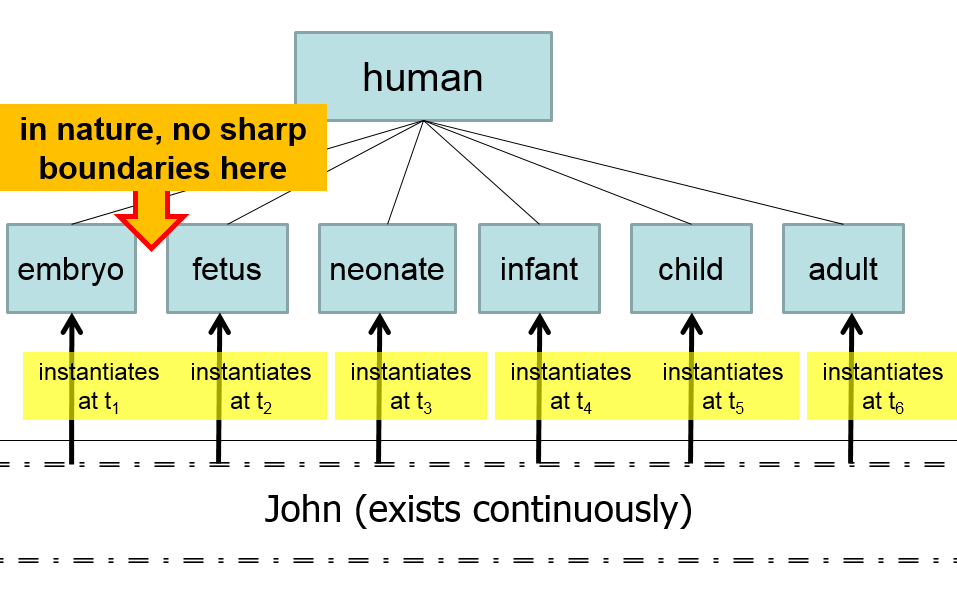 human
in nature, no sharp
boundaries here
embryo
fetus
neonate
infant
child
adult
instantiates
at t1
instantiates
at t2
instantiates
at t3
instantiates
at t4
instantiates
at t5
instantiates
at t6
John (exists continuously)